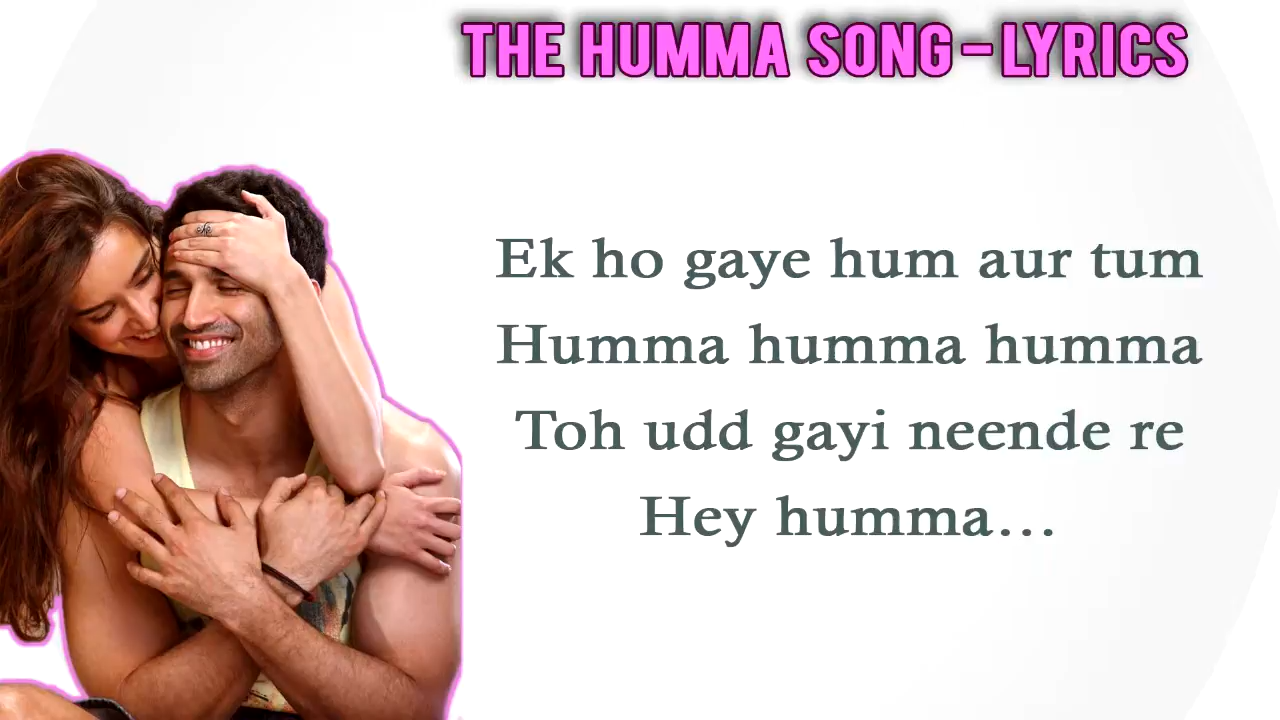 THE HUMMA SONG – LYRICS
Ek ho gaye hum aur tum
Humma humma humma
Toh udd gayi neende re
Hey humma...